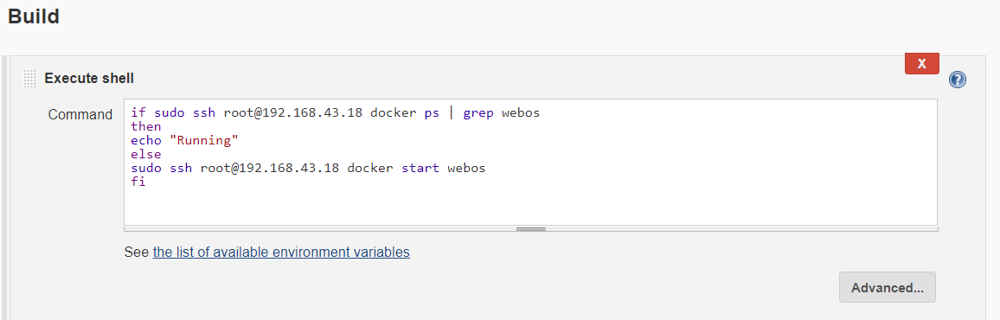 Build
X
Execute shell
?
Command
if sudo ssh root@192.168.43.18 docker ps | grep webos
then
echo "Running"
else
sudo ssh root@192.168.43.18 docker start webos
fi
See the list of available environment variables
Advanced...